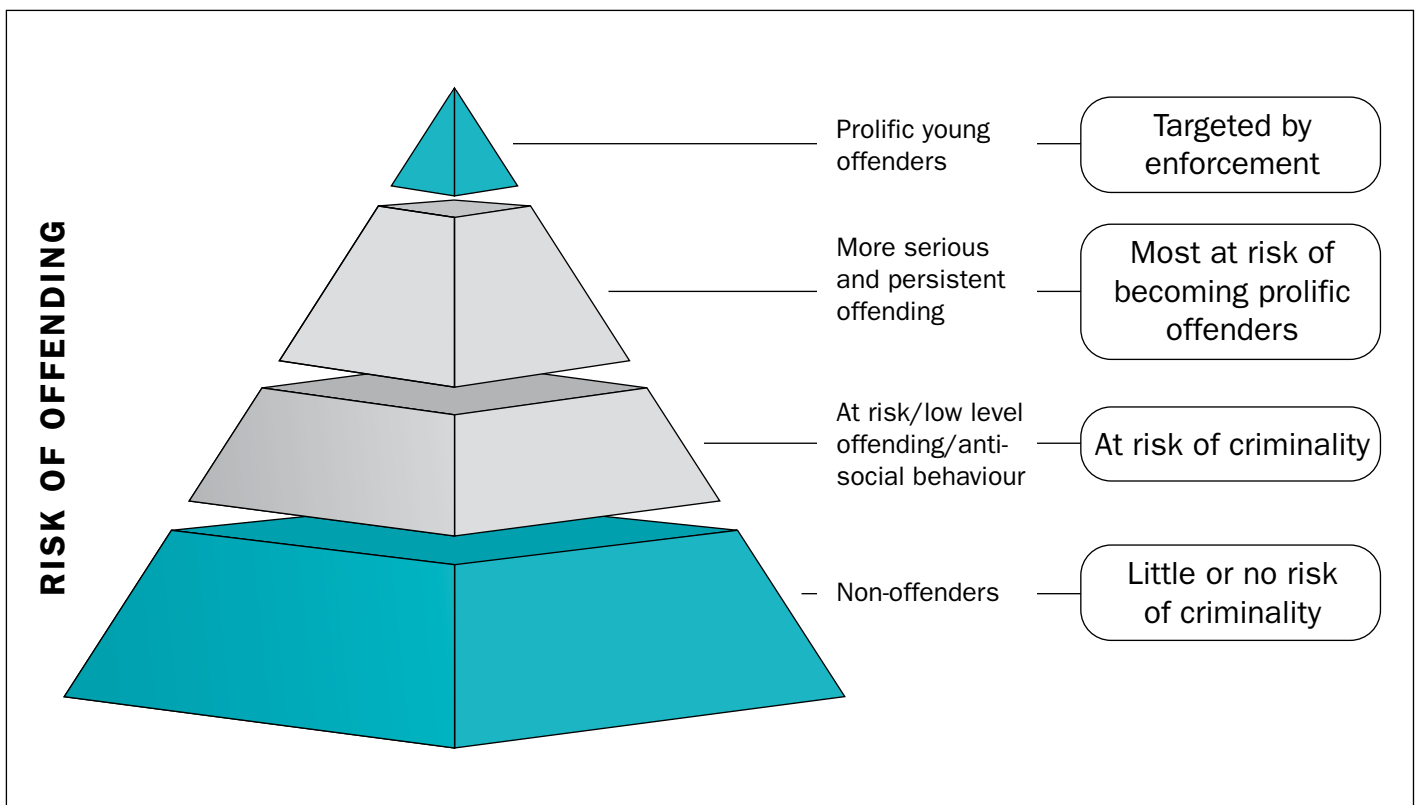 RISK OF OFFENDING
Prolific young
offenders
Targeted by
enforcement
More serious
and persistent
offending
Most at risk of
becoming prolific
offenders
At risk/low level
offending/anti-
social behaviour
At risk of criminality
Non-offenders
Little or no risk
of criminality